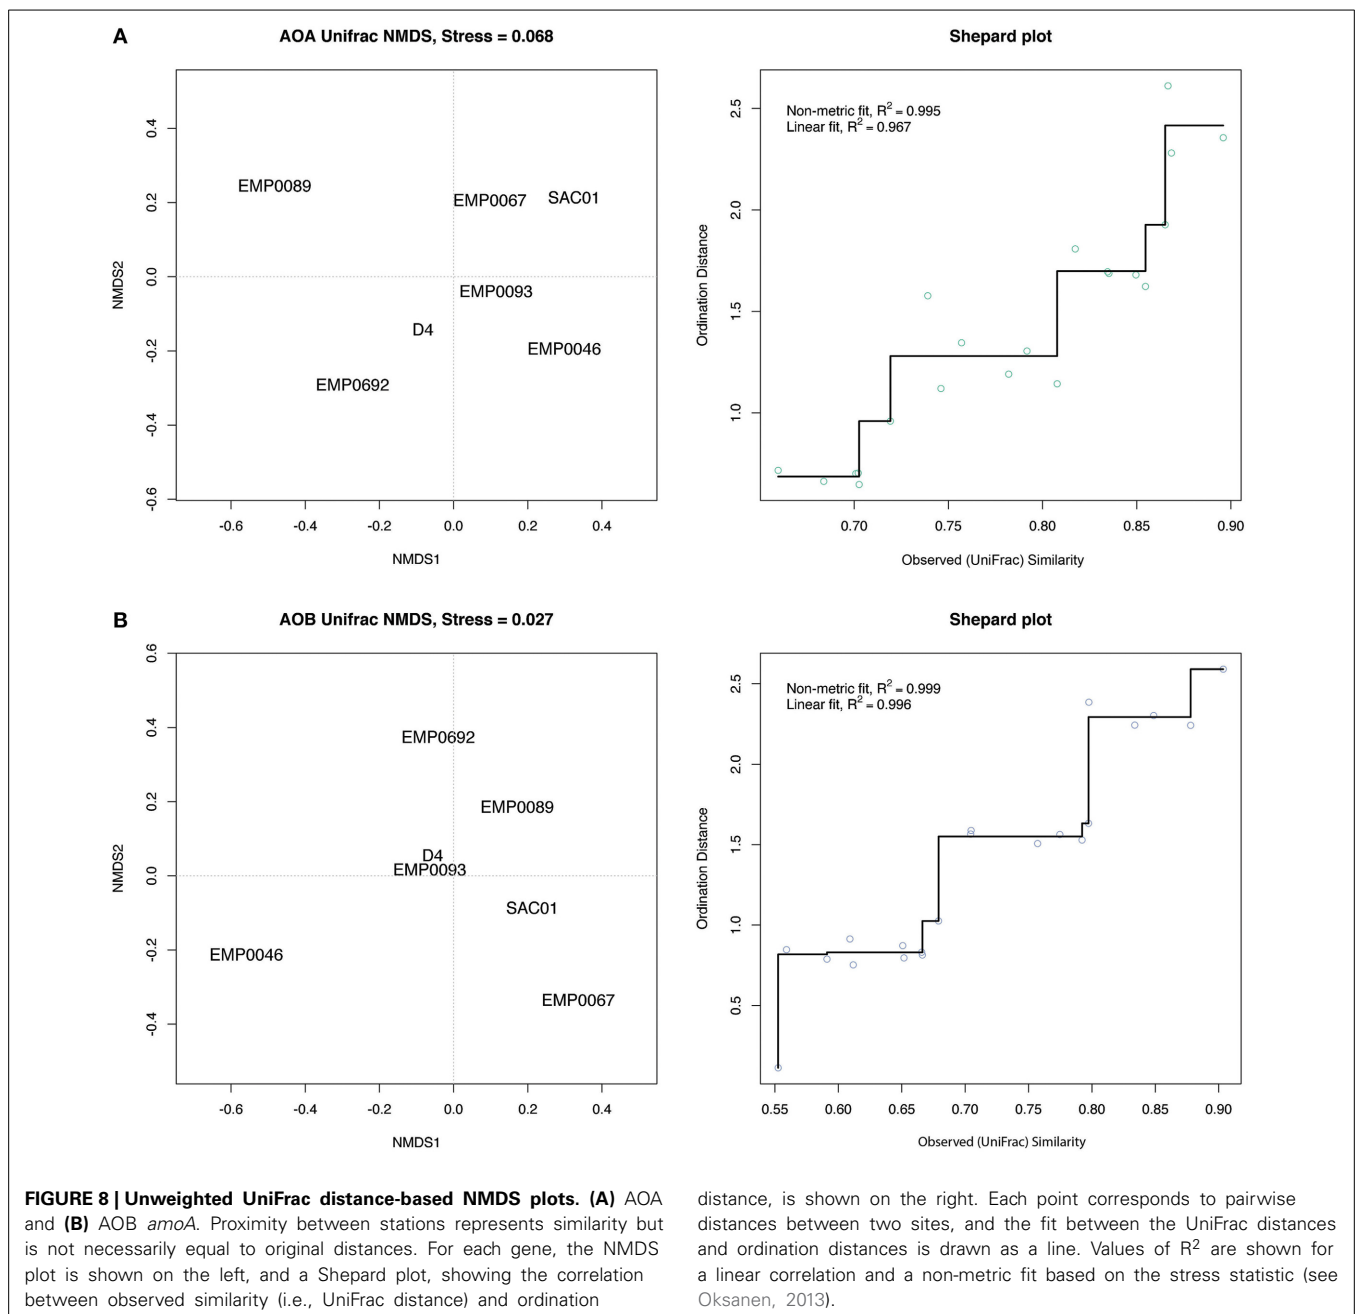 A
AOA Unifrac NMDS, Stress = 0.068
NMDS2
0.4
0.2
0.0
-0.2
-0.4
-0.6
EMP0089
EMP0067
SAC01
EMP0093
D4
EMP0046
EMP0692
-0.6
-0.4
-0.2
0.0
0.2
0.4
NMDS1
Shepard plot
Non-metric fit, R² = 0.995
Linear fit, R² = 0.967
Ordination Distance
2.5
2.0
1.5
1.0
0.70
0.75
0.80
0.85
0.90
Observed (UniFrac) Similarity
B
AOB Unifrac NMDS, Stress = 0.027
NMDS2
0.6
0.4
0.2
0.0
-0.2
-0.4
EMP0692
EMP0089
D4
EMP0093
SAC01
EMP0046
EMP0067
-0.6
-0.4
-0.2
0.0
0.2
0.4
NMDS1
Shepard plot
Non-metric fit, R² = 0.999
Linear fit, R² = 0.996
Ordination Distance
2.5
2.0
1.5
1.0
0.5
0.55
0.60
0.65
0.70
0.75
0.80
0.85
0.90
Observed (UniFrac) Similarity
FIGURE 8 | Unweighted UniFrac distance-based NMDS plots. (A) AOA
and (B) AOB amoA. Proximity between stations represents similarity but
is not necessarily equal to original distances. For each gene, the NMDS
plot is shown on the left, and a Shepard plot, showing the correlation
between observed similarity (i.e., UniFrac distance) and ordination
distance, is shown on the right. Each point corresponds to pairwise
distances between two sites, and the fit between the UniFrac distances
and ordination distances is drawn as a line. Values of R² are shown for
a linear correlation and a non-metric fit based on the stress statistic (see
Oksanen, 2013).